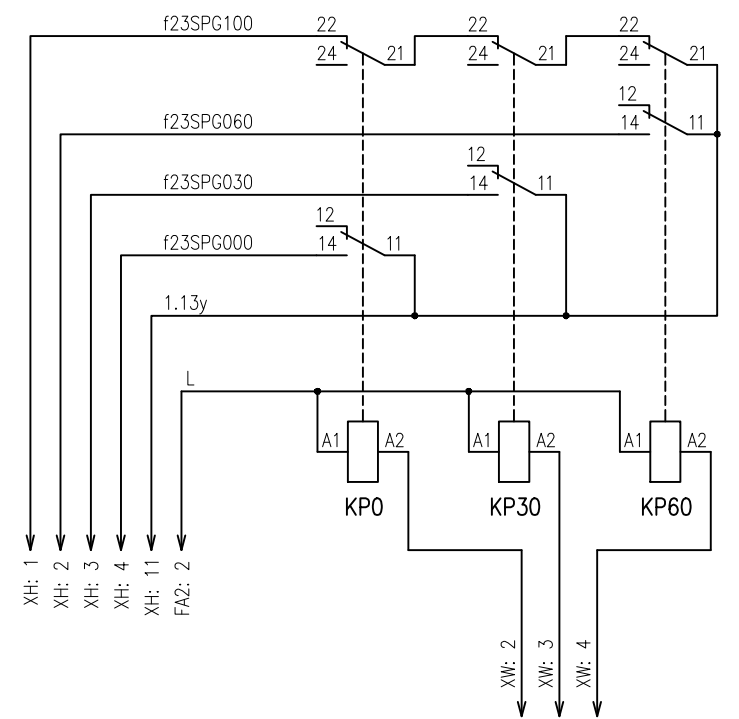 f23SPG100
22
24
21
22
24
21
22
24
21
f23SPG060
12
14
11
f23SPG030
12
14
11
f23SPG000
12
14
11
1.13y
L
A1
A2
A1
A2
A1
A2
KP0
KP30
KP60
XH: 1
XH: 2
XH: 3
XH: 4
XH: 11
FA2: 2
XW: 2
XW: 3
XW: 4